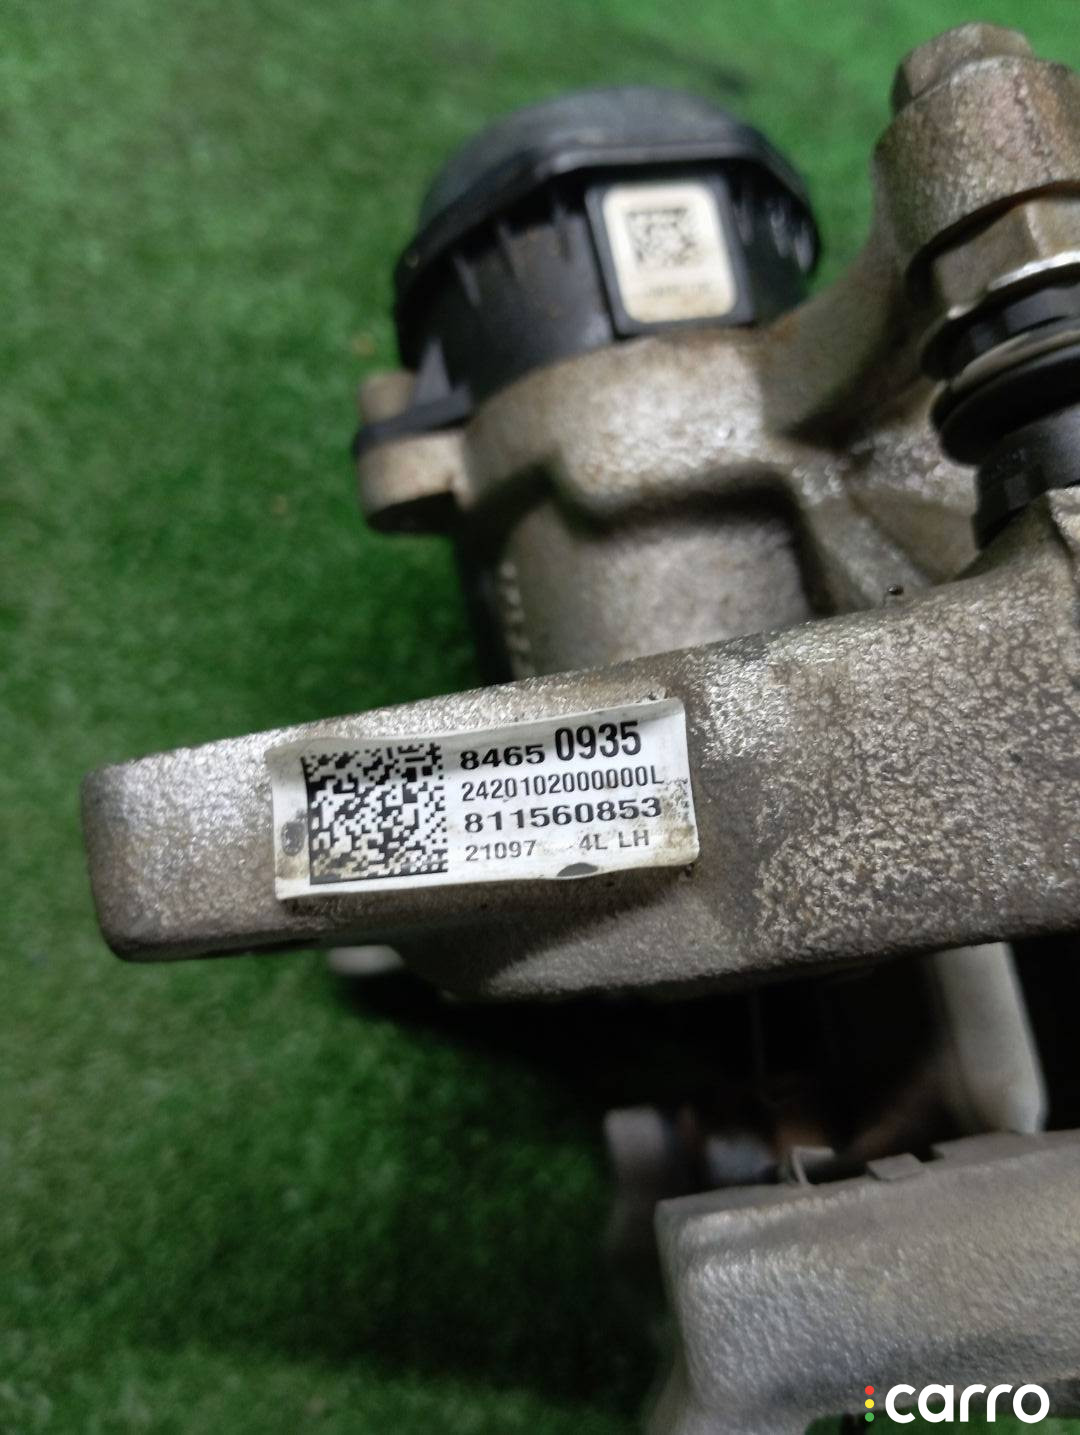 8465 0935
2420102000000L
811560853
21097 4L LH
carro